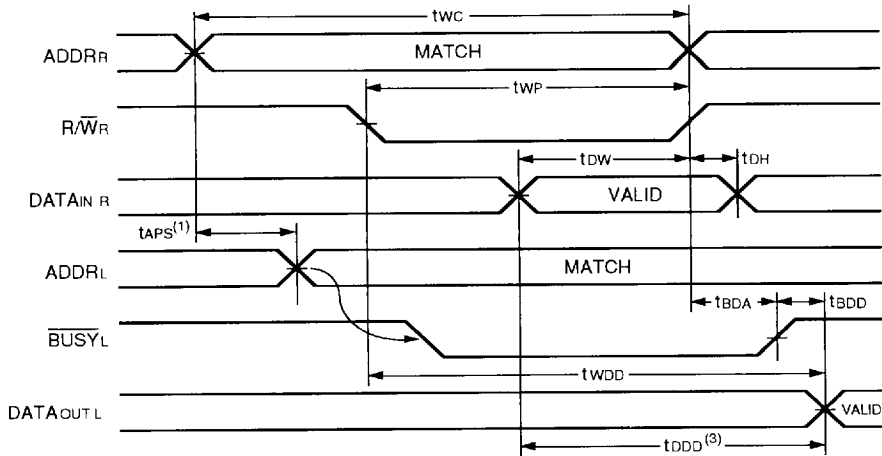 tWC
ADDRR MATCH
tWP
R/W̅R
tDW tDH
DATAIN R VALID
tAPS(1)
ADDRL MATCH
tBDA tBDD
B̅U̅S̅Y̅L
tWDD
DATAOUT L VALID
tDDD(3)